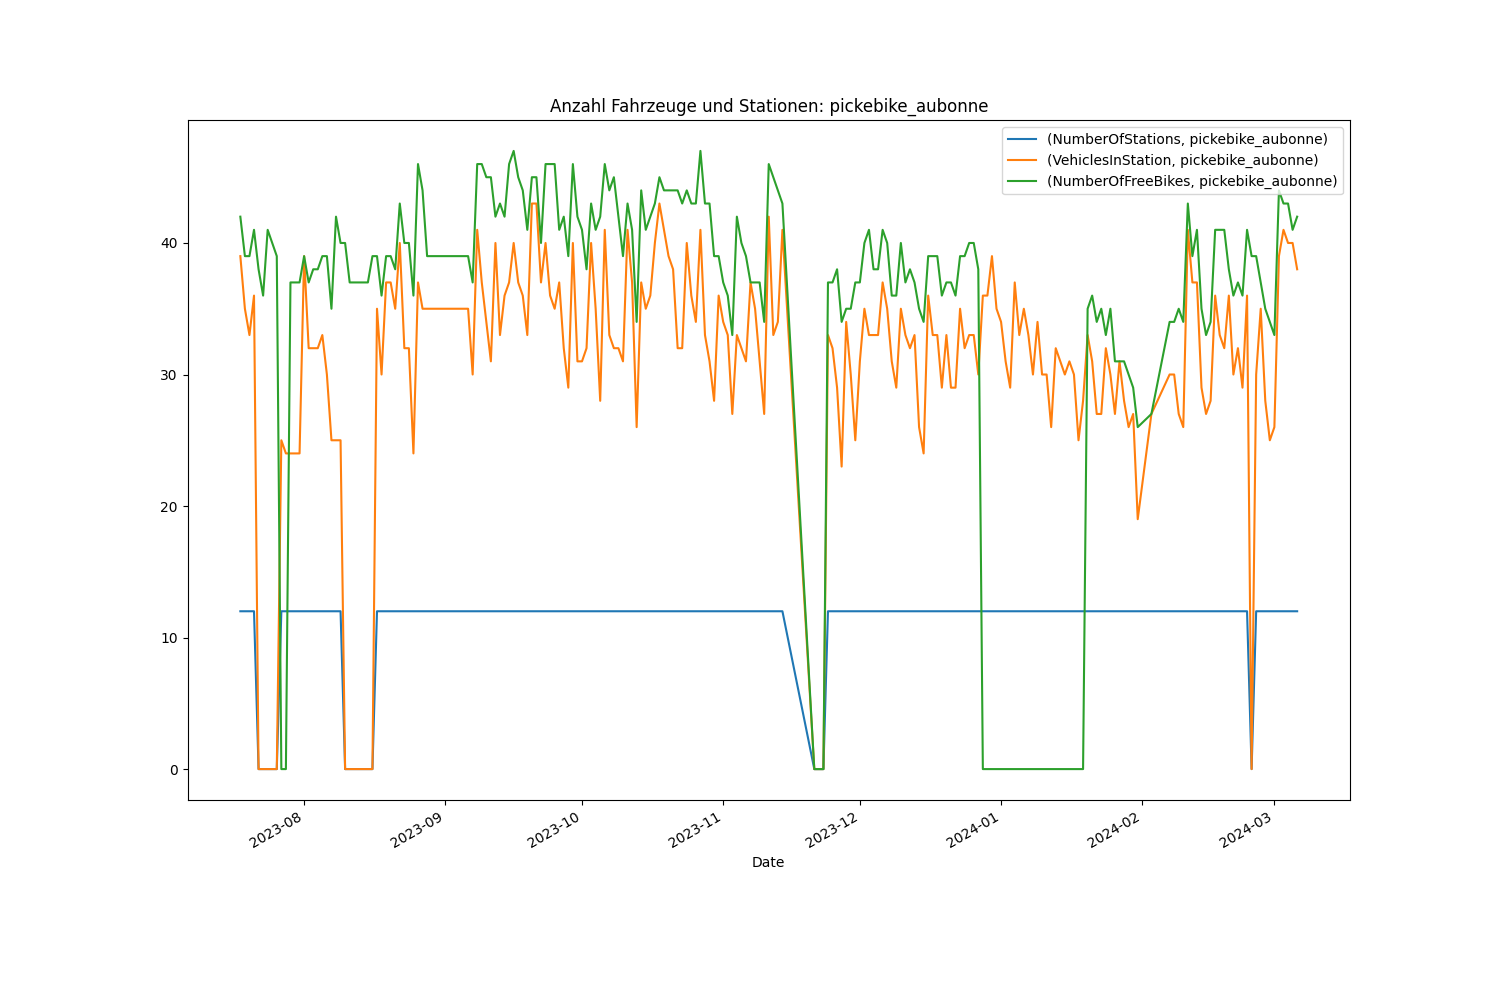 Anzahl Fahrzeuge und Stationen: pickebike_aubonne
(NumberOfStations, pickebike_aubonne)
(VehiclesInStation, pickebike_aubonne)
(NumberOfFreeBikes, pickebike_aubonne)
40
30
20
10
0
2023-08
2023-09
2023-10
2023-11
2023-12
2024-01
2024-02
2024-03
Date